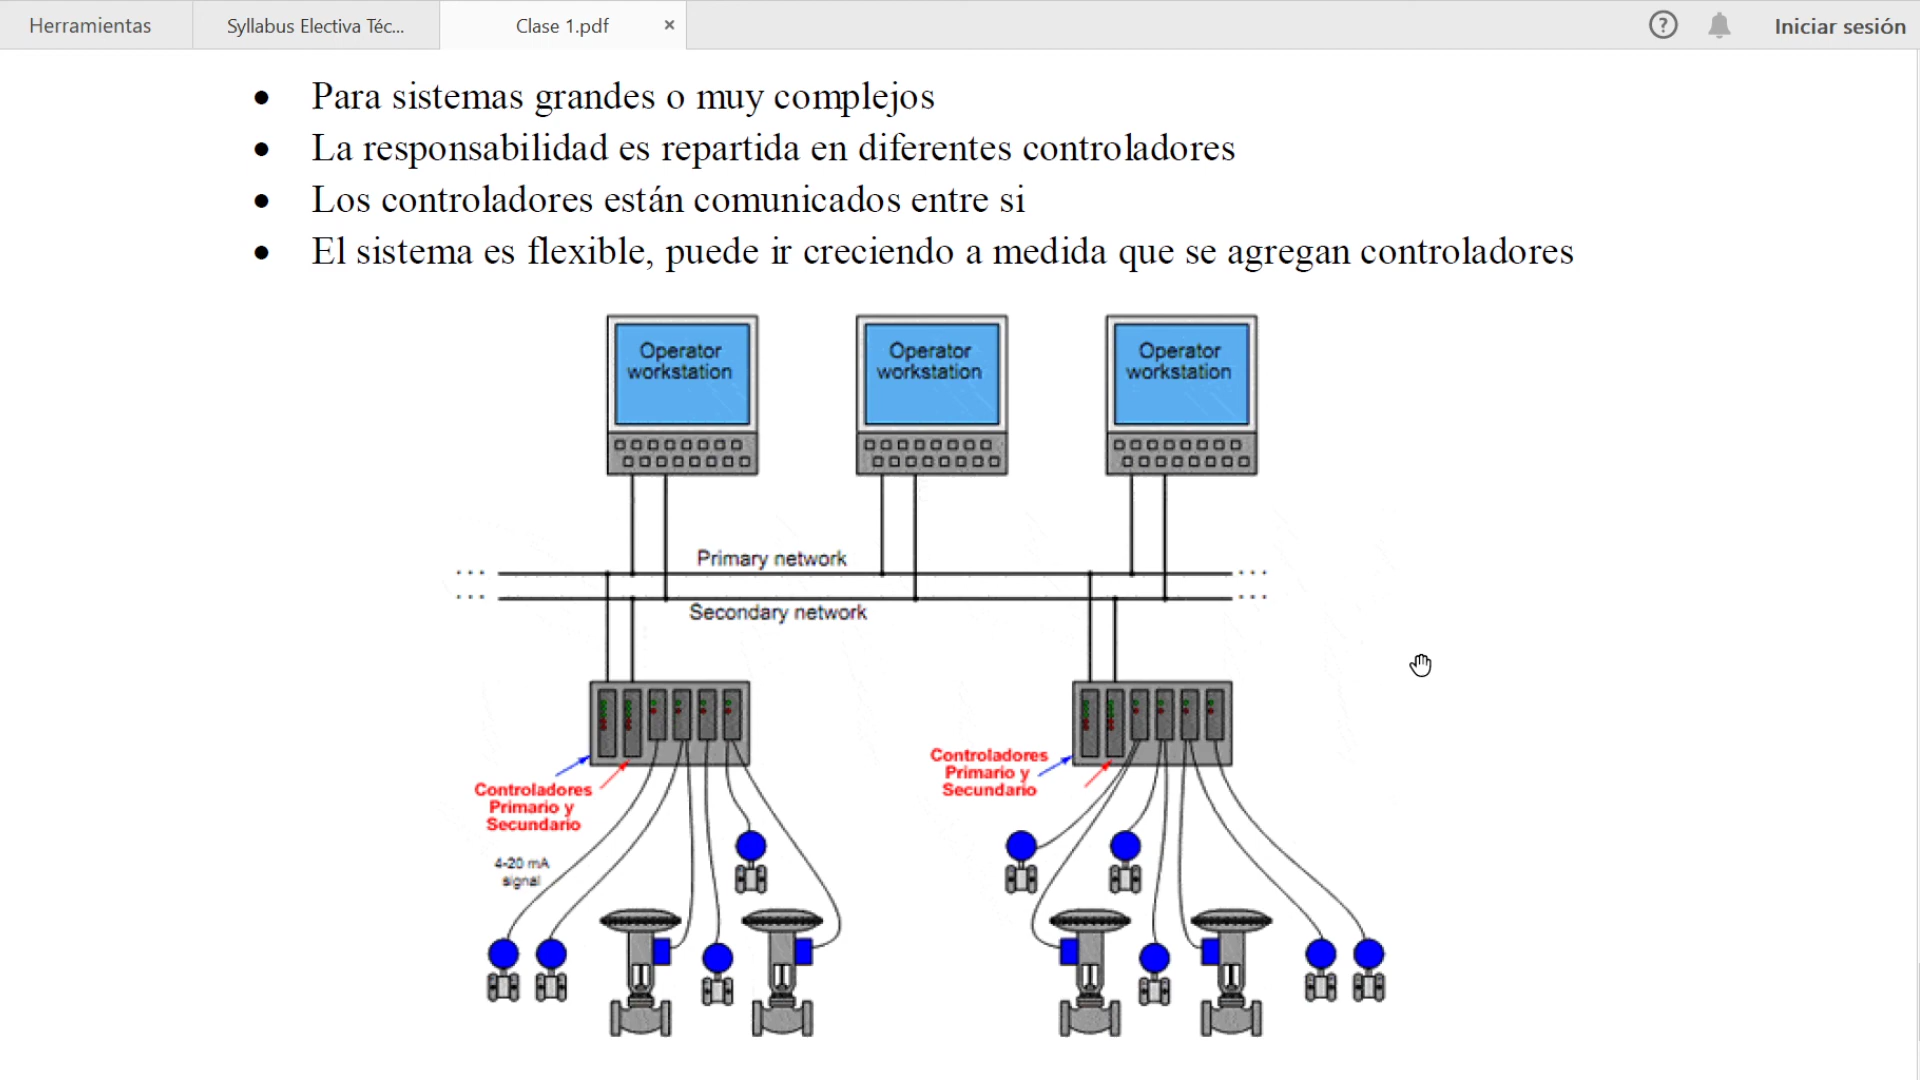 Herramientas
Syllabus Electiva Téc...
Clase 1.pdf
×
?
Iniciar sesión
• Para sistemas grandes o muy complejos
• La responsabilidad es repartida en diferentes controladores
• Los controladores están comunicados entre si
• El sistema es flexible, puede ir creciendo a medida que se agregan controladores
Operator
workstation
Operator
workstation
Operator
workstation
Primary network
Secondary network
Controladores
Primario y
Secundario
4-20 mA
signal
Controladores
Primario y
Secundario